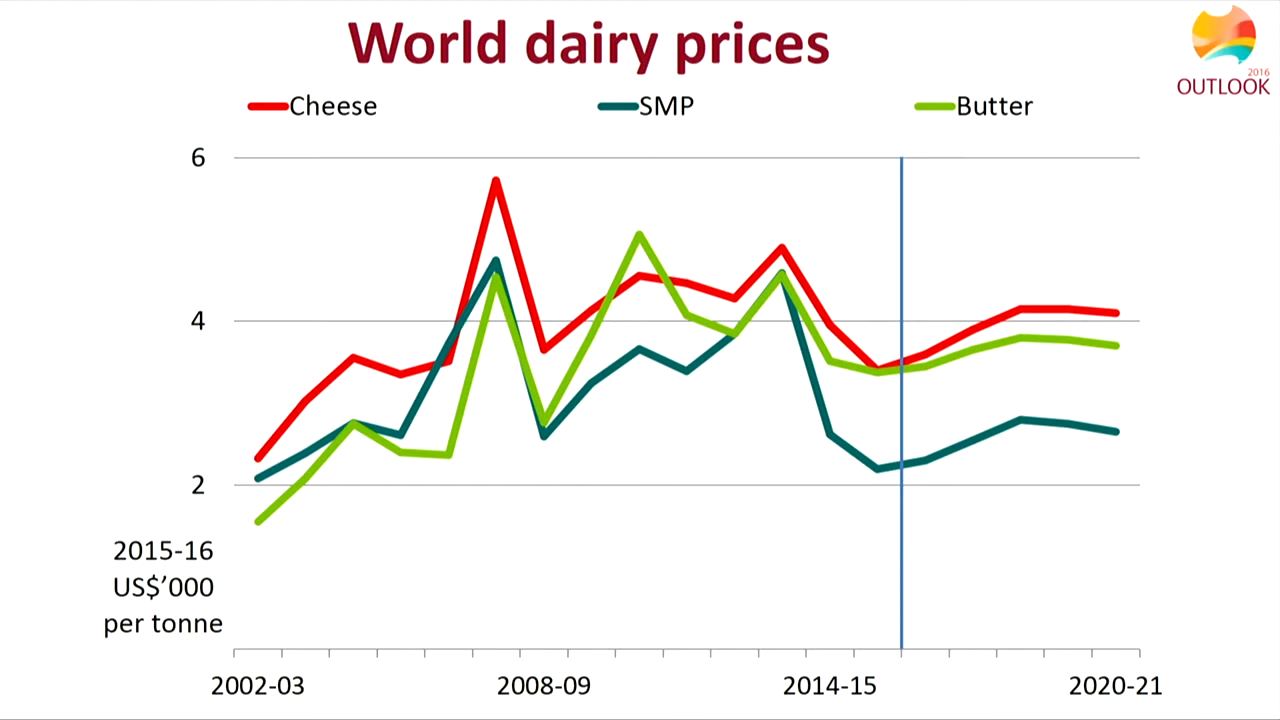 World dairy prices
2016
OUTLOOK
Cheese
SMP
Butter
6
4
2
2015-16
US$’000
per tonne
2002-03
2008-09
2014-15
2020-21